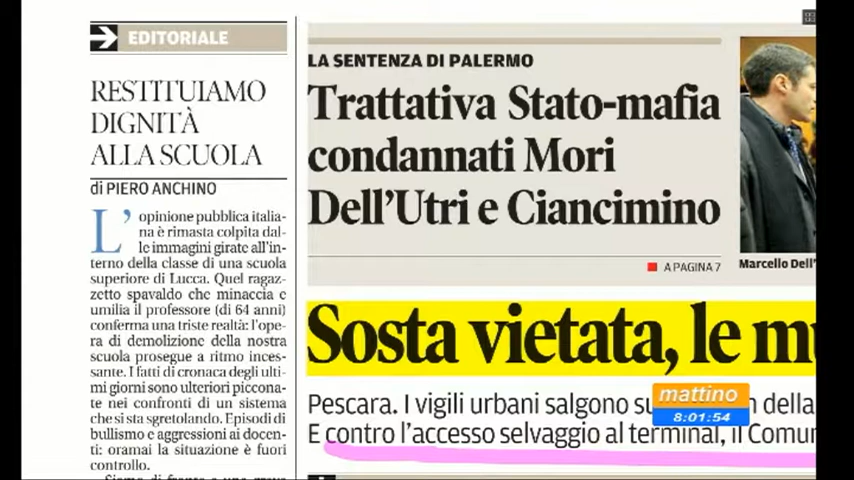 EDITORIALE
RESTITUIAMO
DIGNITÀ
ALLA SCUOLA
di PIERO ANCHINO
L'opinione pubblica italia-
na è rimasta colpita dal-
le immagini girate all'in-
terno della classe di una scuola
superiore di Lucca. Quel ragaz-
zetto spavaldo che minaccia e
umilia il professore (di 64 anni)
conferma una triste realtà: l'ope-
ra di demolizione della nostra
scuola prosegue a ritmo inces-
sante. I fatti di cronaca degli ulti-
mi giorni sono ulteriori piccona-
te nei confronti di un sistema
che si sta sgretolando. Episodi di
bullismo e aggressioni ai docen-
ti: oramai la situazione è fuori
controllo.
LA SENTENZA DI PALERMO
Trattativa Stato-mafia
condannati Mori
Dell'Utri e Ciancimino
A PAGINA 7
Marcello Dell'
Sosta vietata, le m
Pescara. I vigili urbani salgono su della
E contro l'accesso selvaggio al terminal, il Comun
mattino
8:01:54